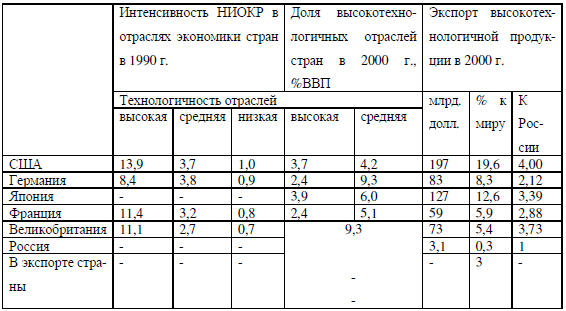 Интенсивность НИОКР в отраслях экономики стран в 1990 г. Доля высокотехнологичных отраслей стран в 2000 г., %ВВП Экспорт высокотехнологичной продукции в 2000 г.
Технологичность отраслей млрд. долл. % к миру К России
высокая средняя низкая высокая средняя
США 13,9 3,7 1,0 3,7 4,2 197 19,6 4,00
Германия 8,4 3,8 0,9 2,4 9,3 83 8,3 2,12
Япония - - - 3,9 6,0 127 12,6 3,39
Франция 11,4 3,2 0,8 2,4 5,1 59 5,9 2,88
Великобритания 11,1 2,7 0,7 9,3 73 5,4 3,73
Россия - - - 3,1 0,3 1
В экспорте страны - - - - 3 -
-
-